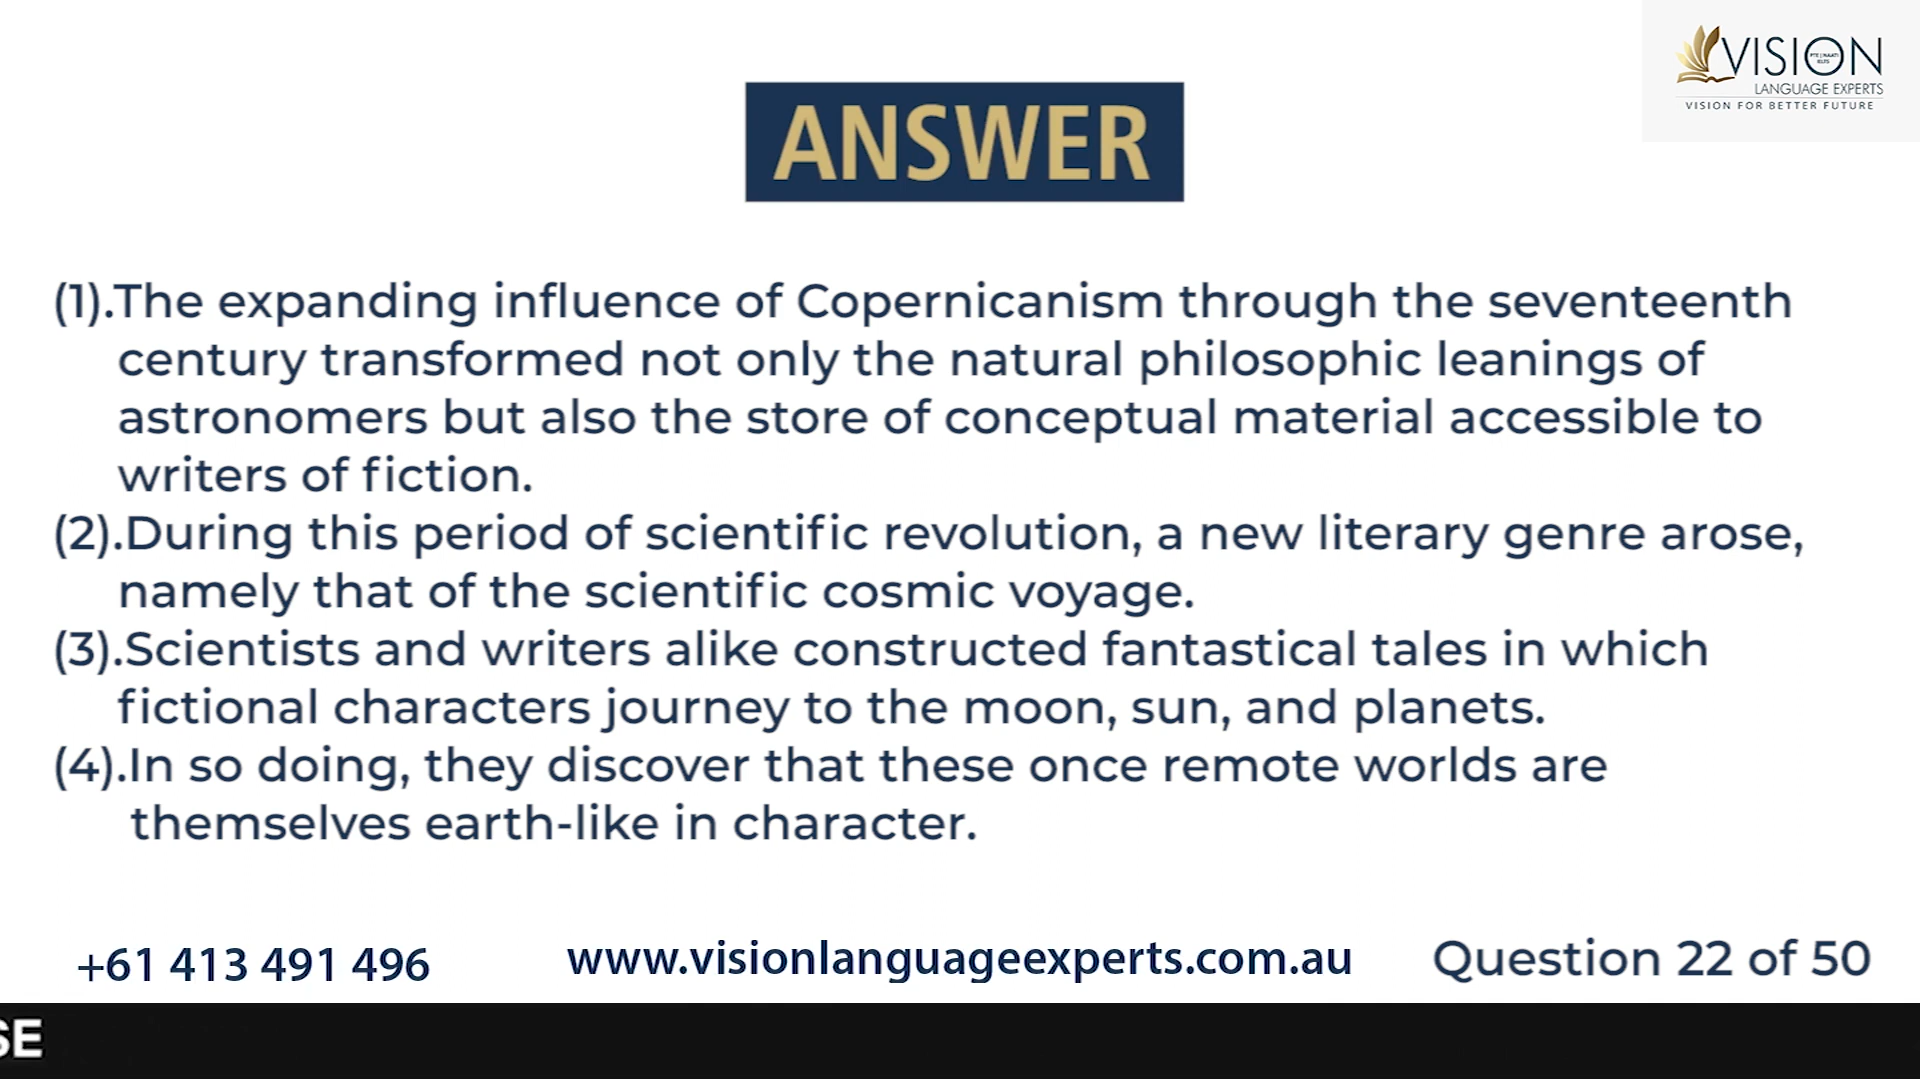 VISION
LANGUAGE EXPERTS
VISION FOR BETTER FUTURE
ANSWER
(1).The expanding influence of Copernicanism through the seventeenth
century transformed not only the natural philosophic leanings of
astronomers but also the store of conceptual material accessible to
writers of fiction.
(2).During this period of scientific revolution, a new literary genre arose,
namely that of the scientific cosmic voyage.
(3).Scientists and writers alike constructed fantastical tales in which
fictional characters journey to the moon, sun, and planets.
(4).In so doing, they discover that these once remote worlds are
themselves earth-like in character.
+61 413 491 496
www.visionlanguageexperts.com.au
Question 22 of 50
SE